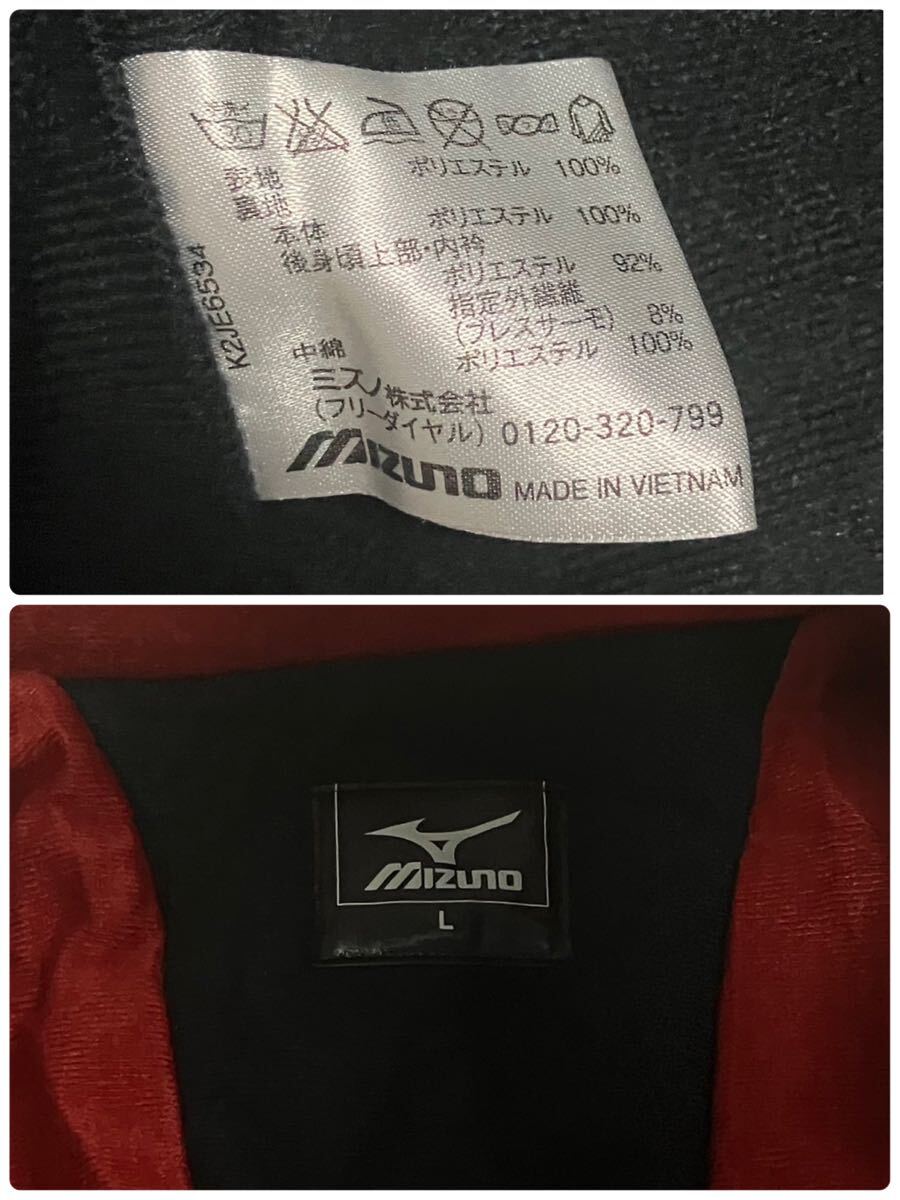 表地 ポリエステル 100%
裏地
本体 ポリエステル 100%
後身頃上部・内衿
ポリエステル 92%
指定外繊維
(ブレスサーモ) 8%
中綿 ポリエステル 100%
ミズノ株式会社
(フリーダイヤル) 0120-320-799
MIZUNO MADE IN VIETNAM
K2JE6534
MIZUNO
L